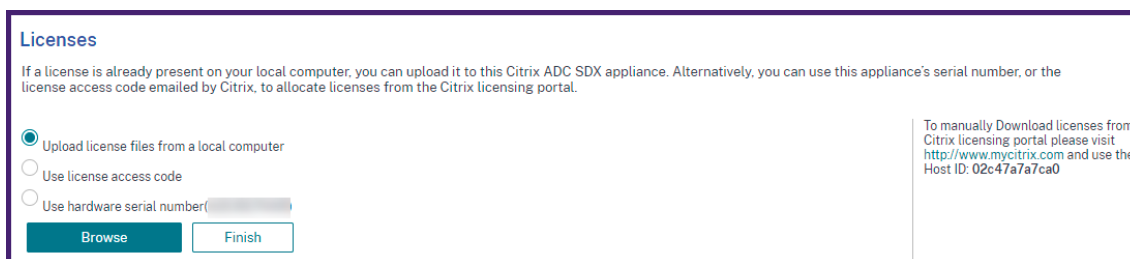 Licenses
If a license is already present on your local computer, you can upload it to this Citrix ADC SDX appliance. Alternatively, you can use this appliance's serial number, or the
license access code emailed by Citrix, to allocate licenses from the Citrix licensing portal.
Upload license files from a local computer
Use license access code
Use hardware serial number(
Browse
Finish
To manually Download licenses from
Citrix licensing portal please visit
http://www.mycitrix.com and use the
Host ID: 02c47a7a7ca0